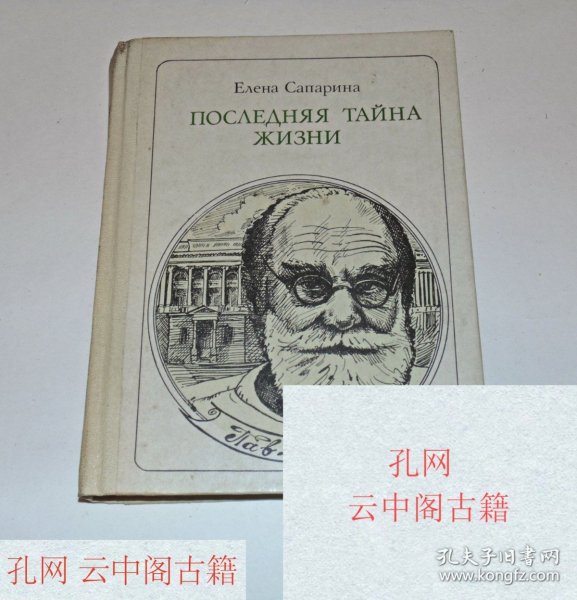 Елена Сапарина
ПОСЛЕДНЯЯ ТАЙНА
ЖИЗНИ
Пав
孔网
云中阁古籍
孔网 云中阁古籍
孔夫子旧书网
www.kongfz.com